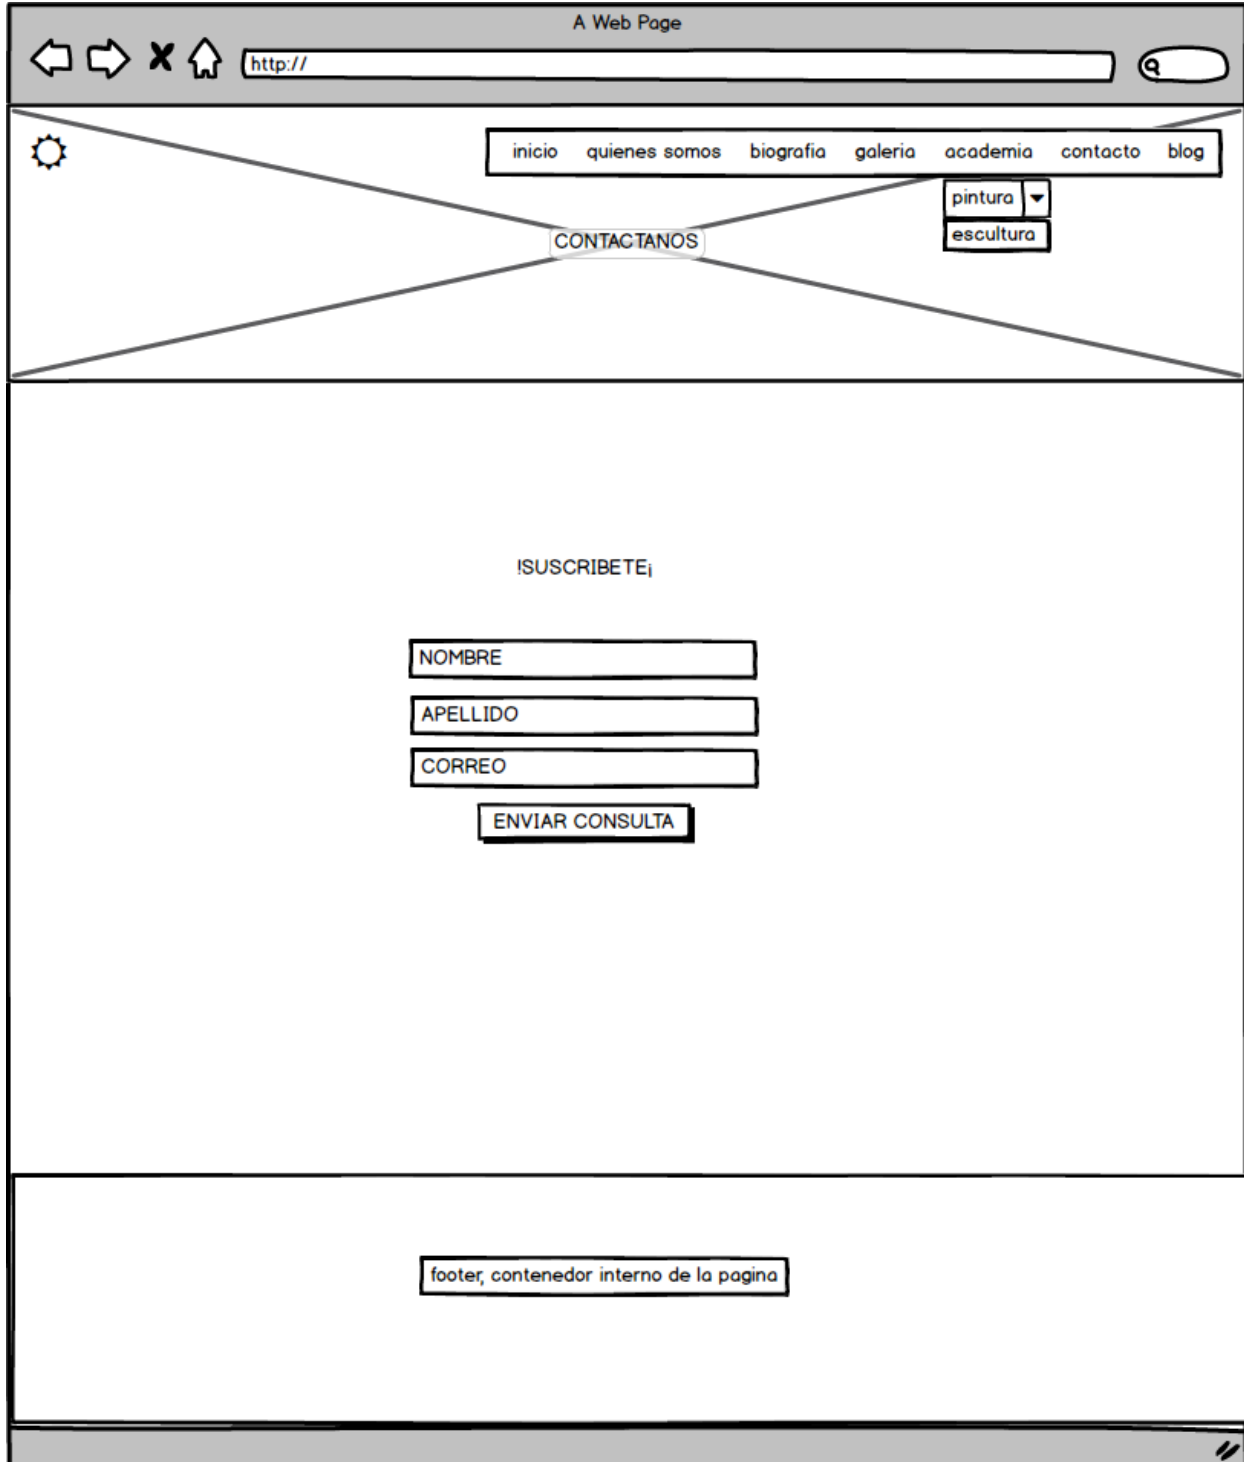 A Web Page
http://
inicio quienes somos biografia galeria academia contacto blog
pintura
escultura
CONTACTANOS
!SUSCRIBETE¡
NOMBRE
APELLIDO
CORREO
ENVIAR CONSULTA
footer, contenedor interno de la pagina